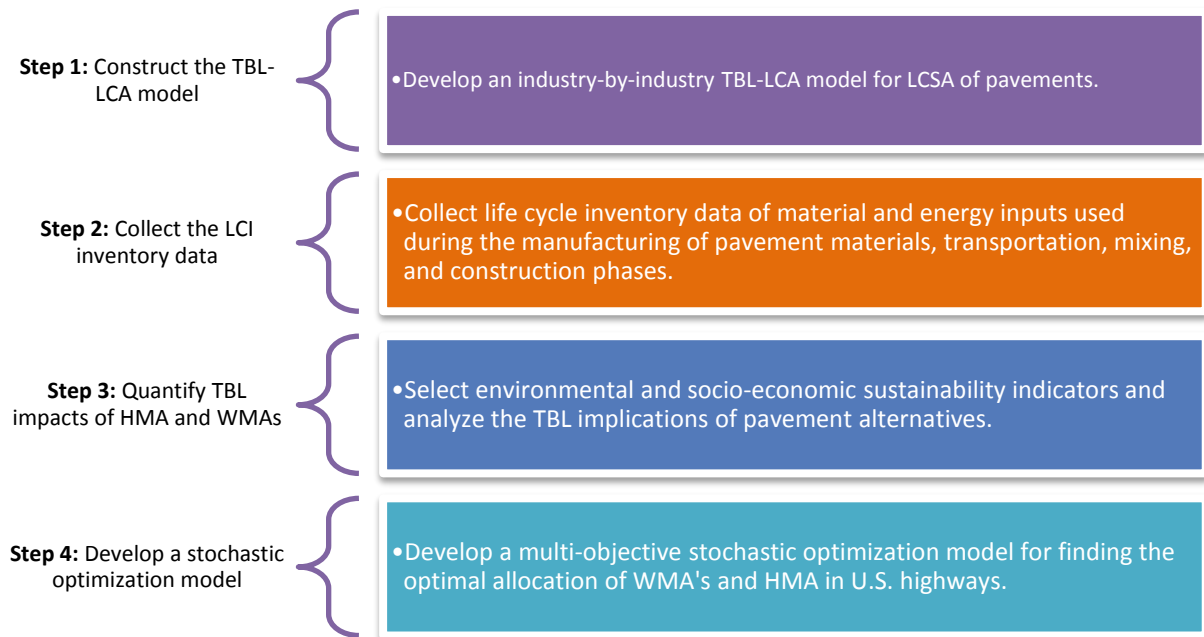 Step 1: Construct the TBL-
LCA model
•Develop an industry-by-industry TBL-LCA model for LCSA of pavements.
Step 2: Collect the LCI
inventory data
•Collect life cycle inventory data of material and energy inputs used
during the manufacturing of pavement materials, transportation, mixing,
and construction phases.
Step 3: Quantify TBL
impacts of HMA and WMAs
•Select environmental and socio-economic sustainability indicators and
analyze the TBL implications of pavement alternatives.
Step 4: Develop a stochastic
optimization model
•Develop a multi-objective stochastic optimization model for finding the
optimal allocation of WMA's and HMA in U.S. highways.